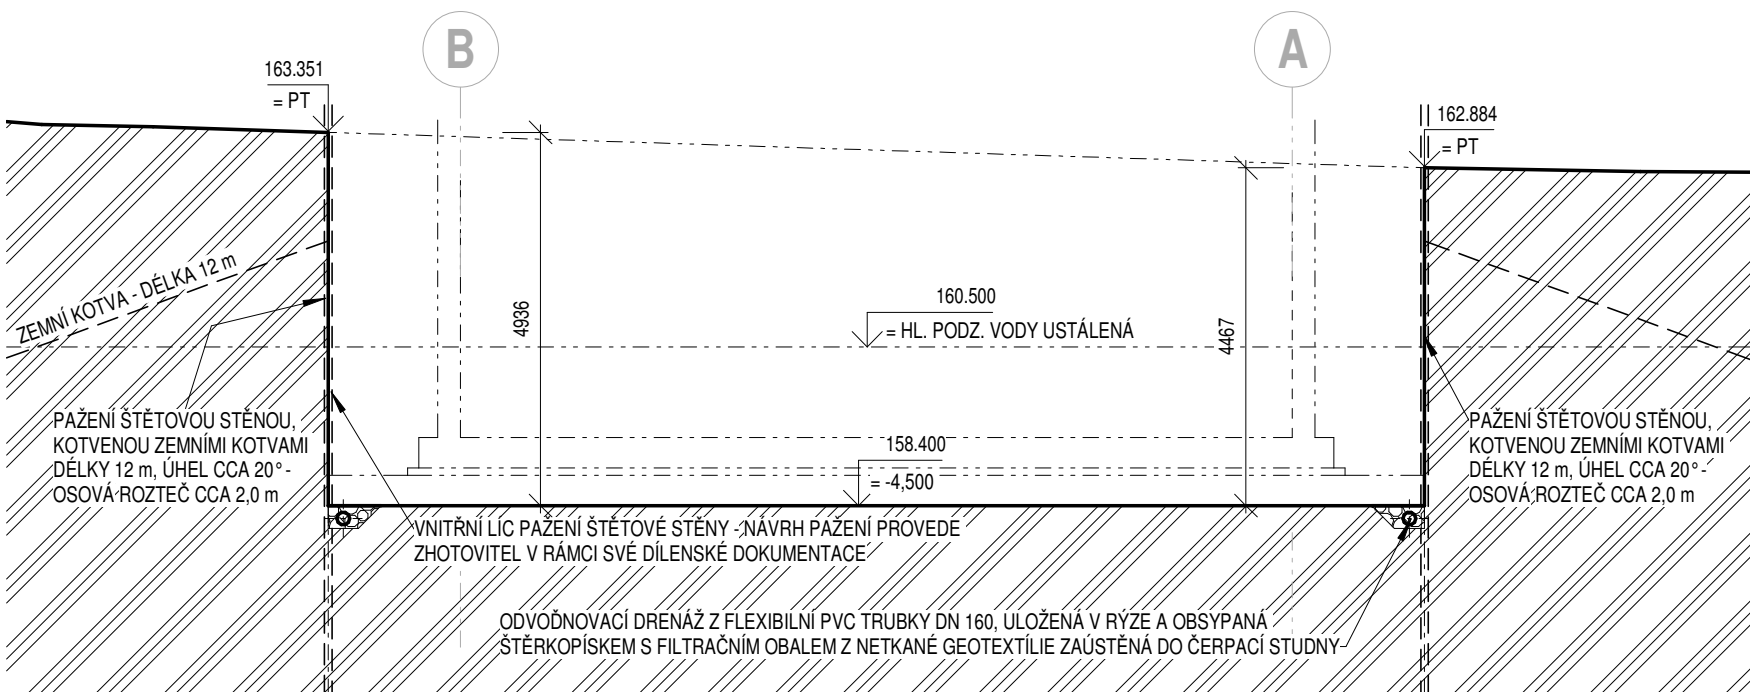 B
A
163.351
= PT
162.884
= PT
ZEMNÍ KOTVA - DÉLKA 12 m
4936
160.500
= HL. PODZ. VODY USTÁLENÁ
4467
PAŽENÍ ŠTĚTOVOU STĚNOU,
KOTVENOU ZEMNÍMI KOTVAMI
DÉLKY 12 m, ÚHEL CCA 20° -
OSOVÁ ROZTEČ CCA 2,0 m
158.400
= -4,500
PAŽENÍ ŠTĚTOVOU STĚNOU,
KOTVENOU ZEMNÍMI KOTVAMI
DÉLKY 12 m, ÚHEL CCA 20° -
OSOVÁ ROZTEČ CCA 2,0 m
VNITŘNÍ LÍC PAŽENÍ ŠTĚTOVÉ STĚNY - NÁVRH PAŽENÍ PROVEDE
ZHOTOVITEL V RÁMCI SVÉ DÍLENSKÉ DOKUMENTACE
ODVOĎNOVACÍ DRENÁŽ Z FLEXIBILNÍ PVC TRUBKY DN 160, ULOŽENÁ V RÝZE A OBSYPANÁ
ŠTĚRKOPÍSKEM S FILTRAČNÍM OBALEM Z NETKANÉ GEOTEXTÍLIE ZAÚSTĚNÁ DO ČERPACÍ STUDNY